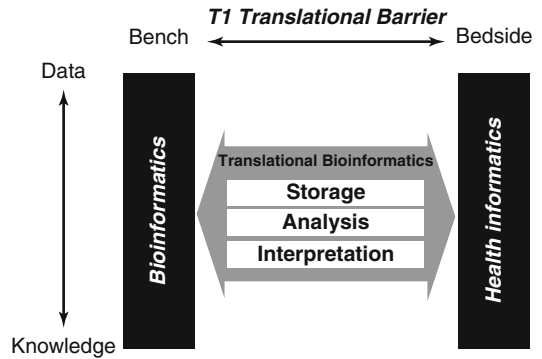 T1 Translational Barrier
Bench
Bedside
Data
Bioinformatics
Translational Bioinformatics
Storage
Analysis
Interpretation
Health informatics
Knowledge